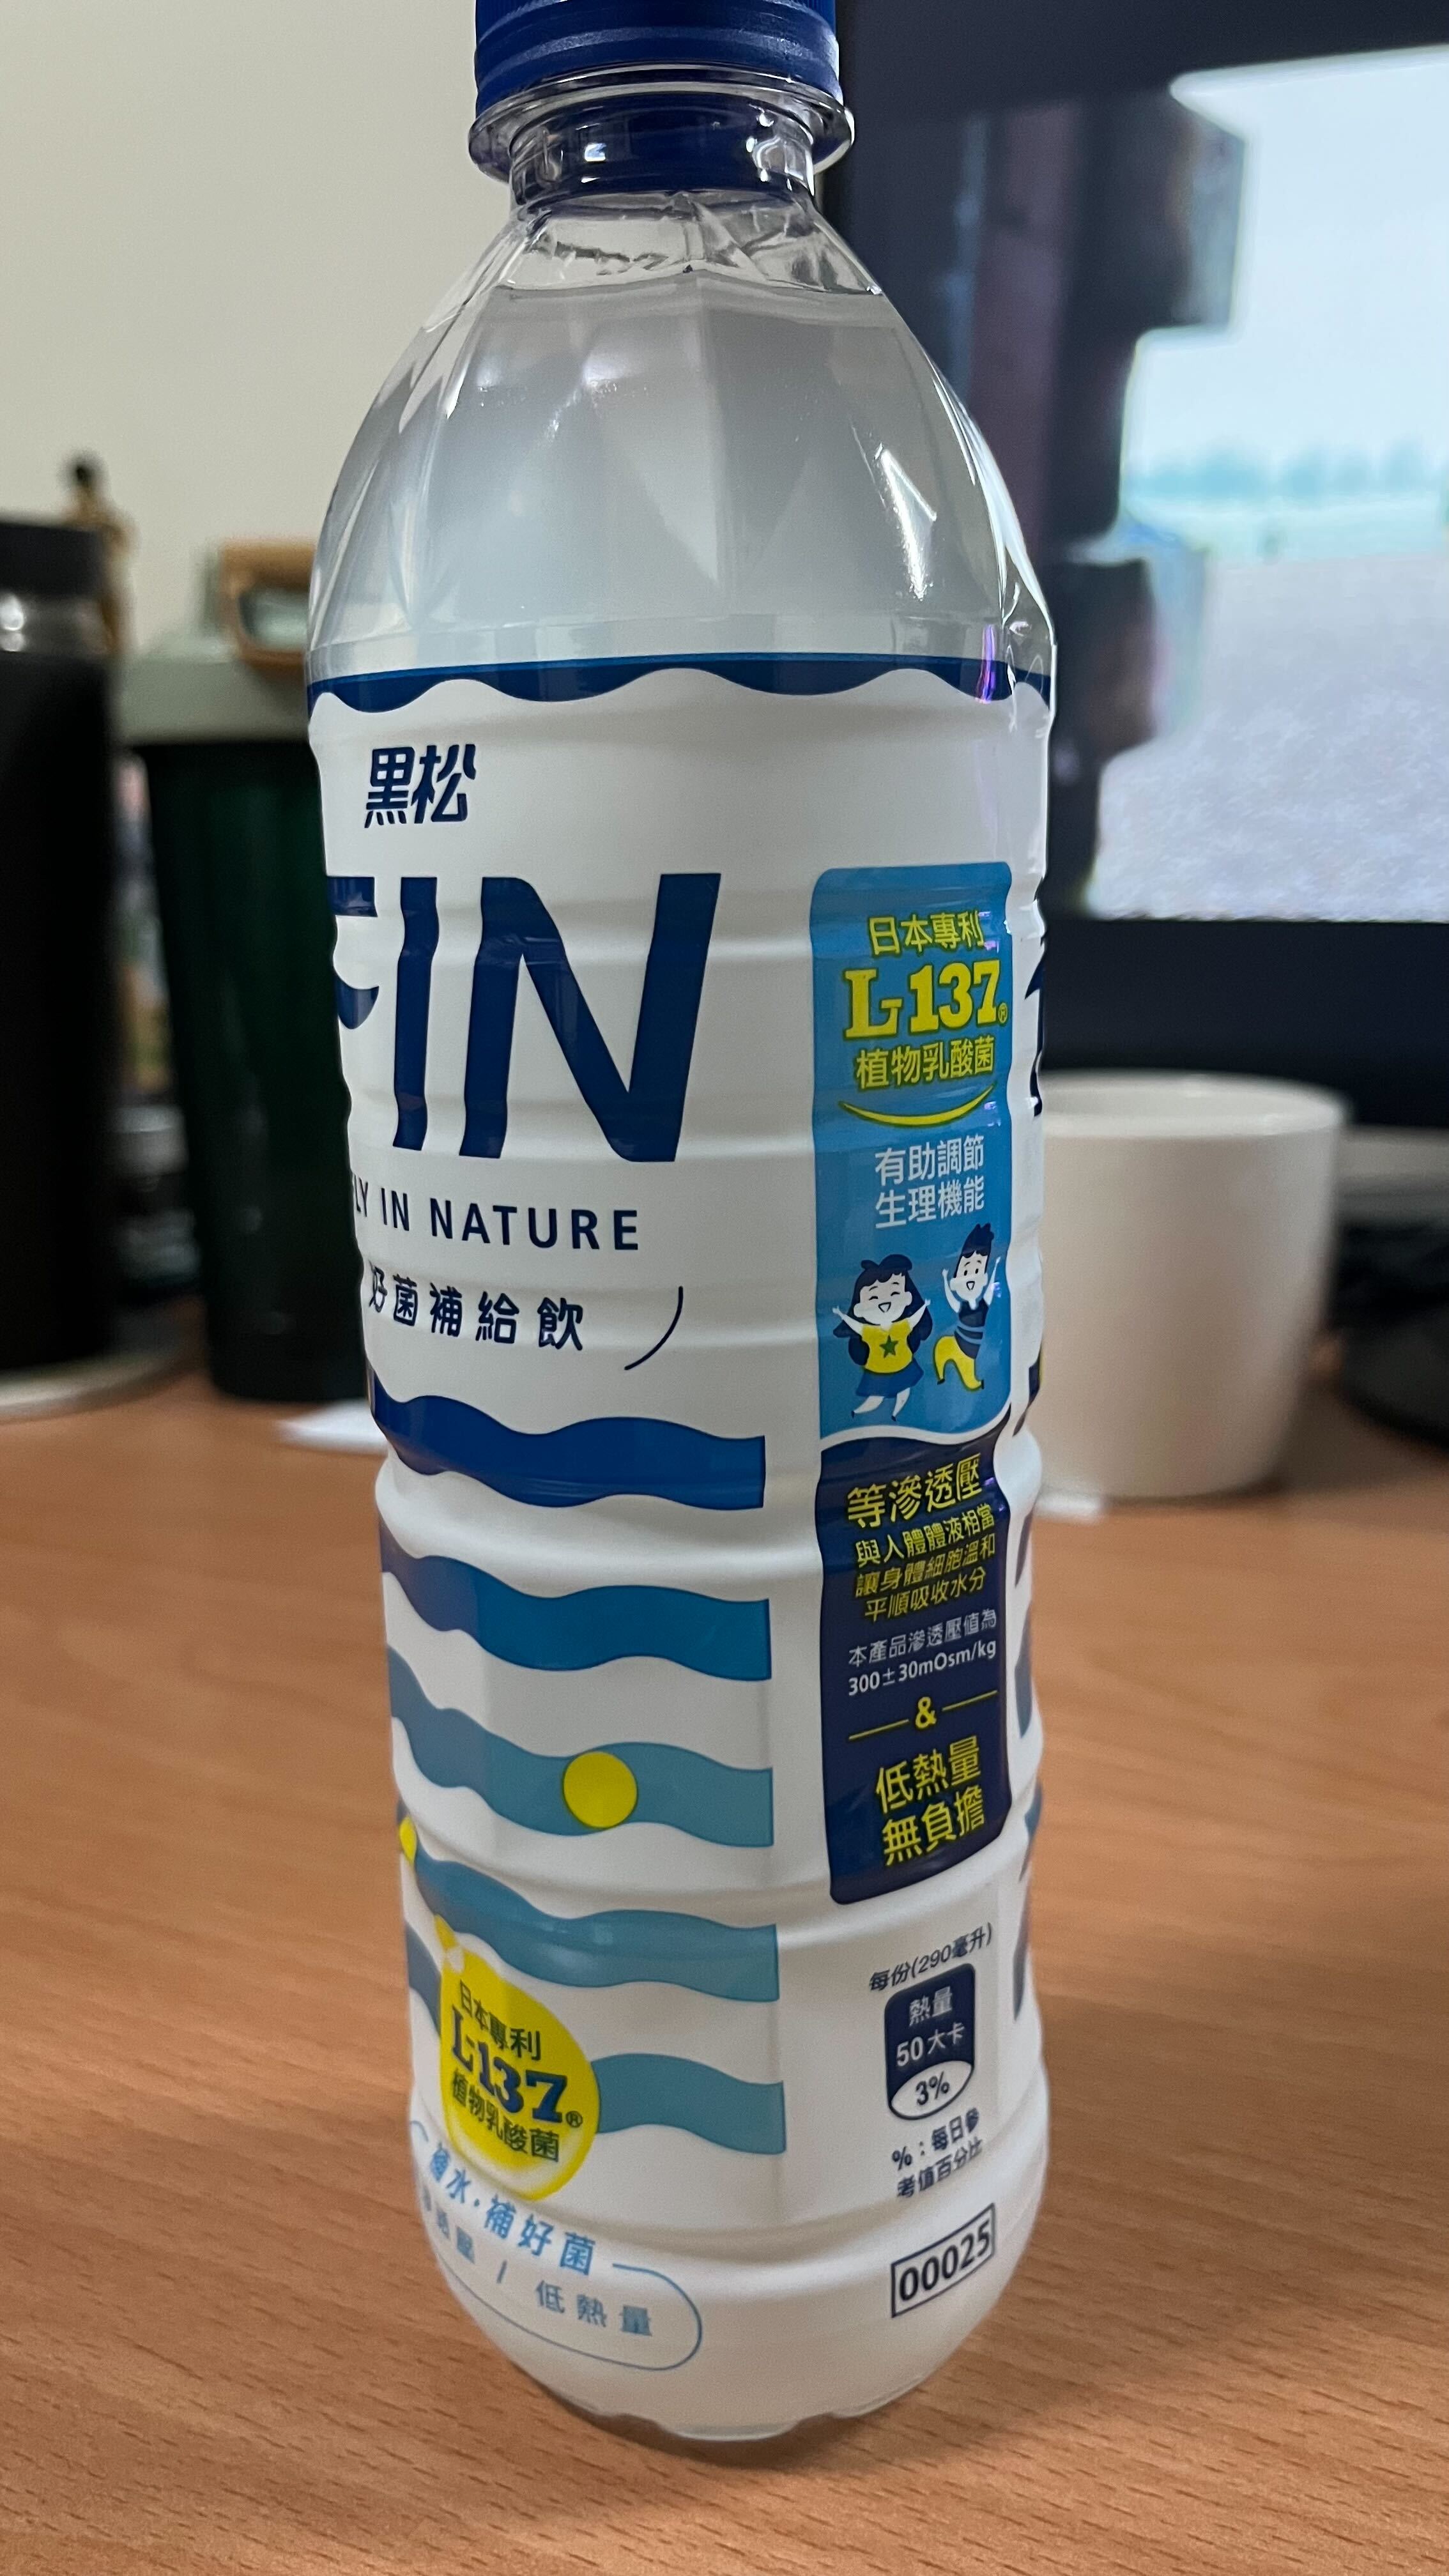 黑松
FIN
LY IN NATURE
好菌補給飲
日本專利
L-137®
植物乳酸菌
補水·補好菌
低熱量
日本專利
L-137®
植物乳酸菌
有助調節
生理機能
等滲透壓
與人體體液相當
讓身體細胞溫和
平順吸收水分
本產品滲透壓值為
300±30mOsm/kg
&
低熱量
無負擔
每份(290毫升)
熱量
50大卡
3%
%：每日參
考值百分比
00025